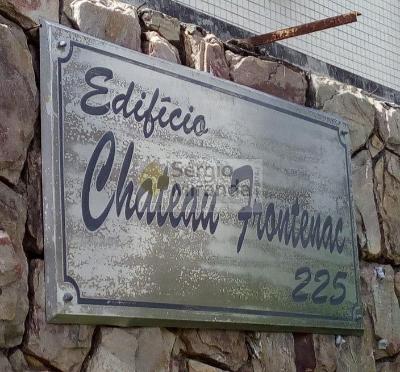 Edifício
Chateau Frontenac
225